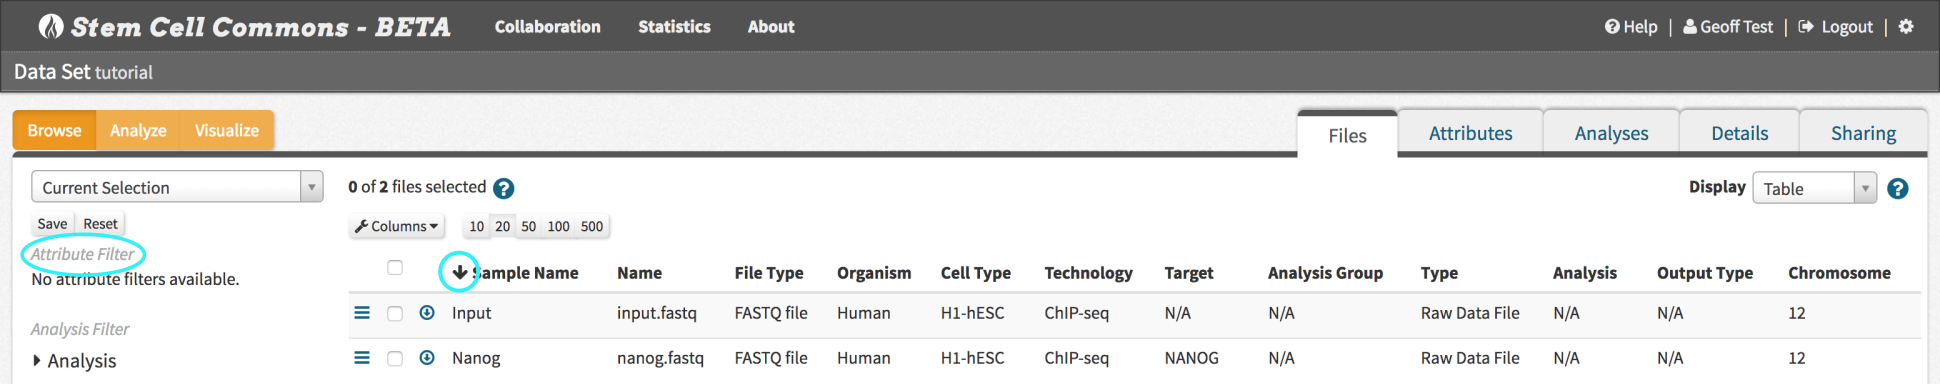 Stem Cell Commons - BETA Collaboration Statistics About Help | Geoff Test | Logout |
Data Set tutorial
Browse Analyze Visualize Files Attributes Analyses Details Sharing
Current Selection 0 of 2 files selected ? Display Table ?
Save Reset Columns 10 20 50 100 500
Attribute Filter
No attribute filters available.
Sample Name Name File Type Organism Cell Type Technology Target Analysis Group Type Analysis Output Type Chromosome
Input input.fastq FASTQ file Human H1-hESC ChIP-seq N/A N/A Raw Data File N/A N/A 12
Analysis Filter
Analysis
Nanog nanog.fastq FASTQ file Human H1-hESC ChIP-seq NANOG N/A Raw Data File N/A N/A 12